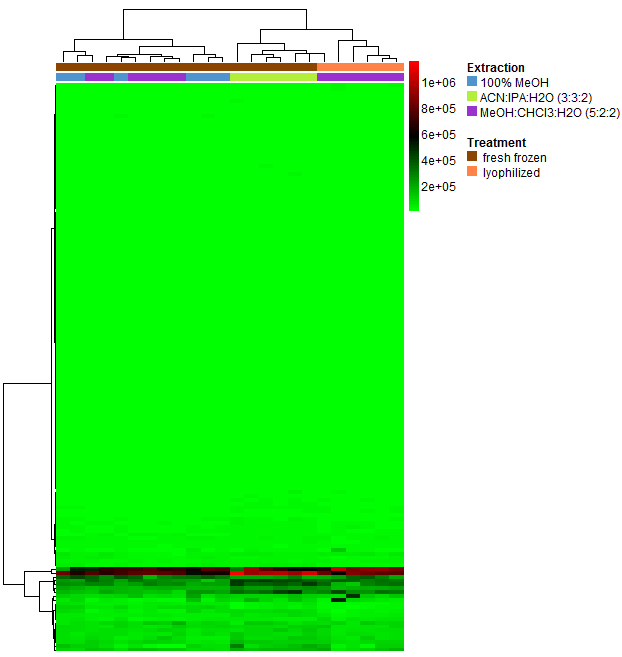 1e+06
8e+05
6e+05
4e+05
2e+05
Extraction
100% MeOH
ACN:IPA:H2O (3:3:2)
MeOH:CHCl3:H2O (5:2:2)
Treatment
fresh frozen
lyophilized